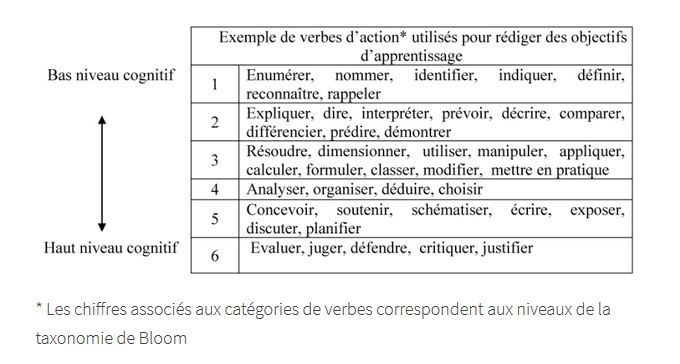 Exemple de verbes d'action* utilisés pour rédiger des objectifs
d'apprentissage
Bas niveau cognitif
1
Enumérer, nommer, identifier, indiquer, définir,
reconnaître, rappeler
2
Expliquer, dire, interpréter, prévoir, décrire, comparer,
différencier, prédire, démontrer
3
Résoudre, dimensionner, utiliser, manipuler, appliquer,
calculer, formuler, classer, modifier, mettre en pratique
4
Analyser, organiser, déduire, choisir
5
Concevoir, soutenir, schématiser, écrire, exposer,
discuter, planifier
Haut niveau cognitif
6
Evaluer, juger, défendre, critiquer, justifier
* Les chiffres associés aux catégories de verbes correspondent aux niveaux de la
taxonomie de Bloom